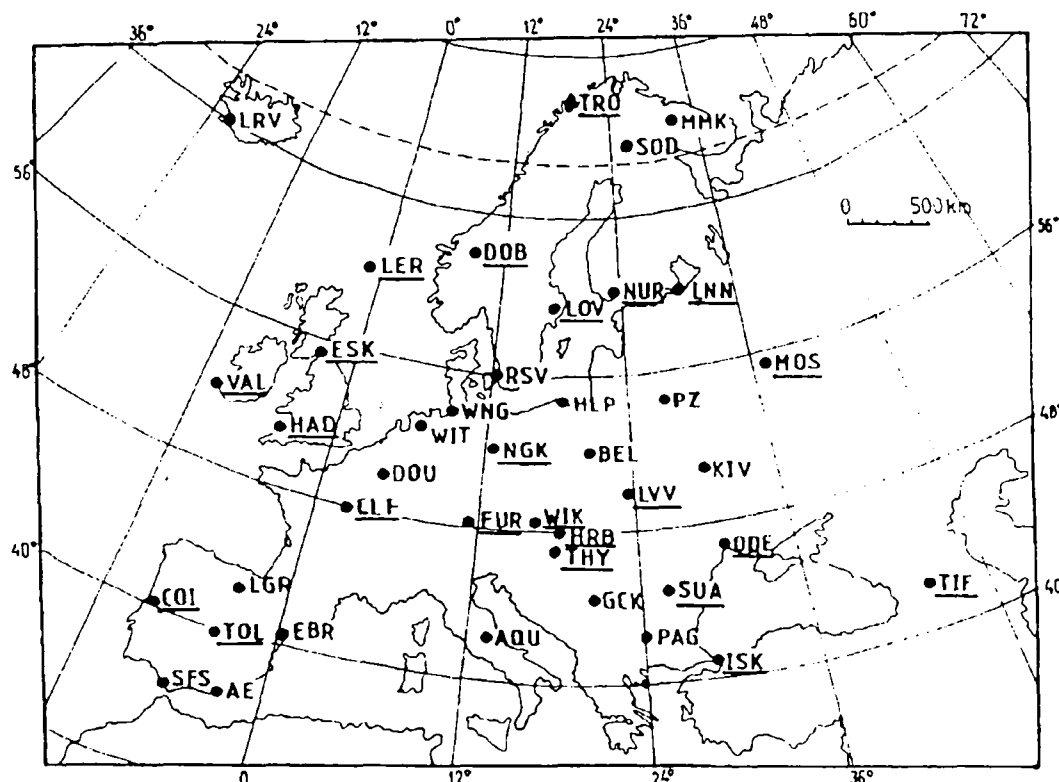 36° 24° 12° 0° 12° 24° 36° 48° 60° 72°
TRO
LRV
MMK
SOD
56°
0 500 km
56°
DOB
LER
NUR
LNN
LOV
ESK
MOS
48°
VAL
RSV
HLP
PZ
WNG
48°
HAD
WIT
NGK
BEL
KIV
DOU
LVV
CLF
FUR
WIK
HRB
ODE
40°
THY
TIF
40°
LGR
SUA
COI
GCK
TOL
EBR
AQU
PAG
ISK
SFS
AE
0 12° 24° 36°